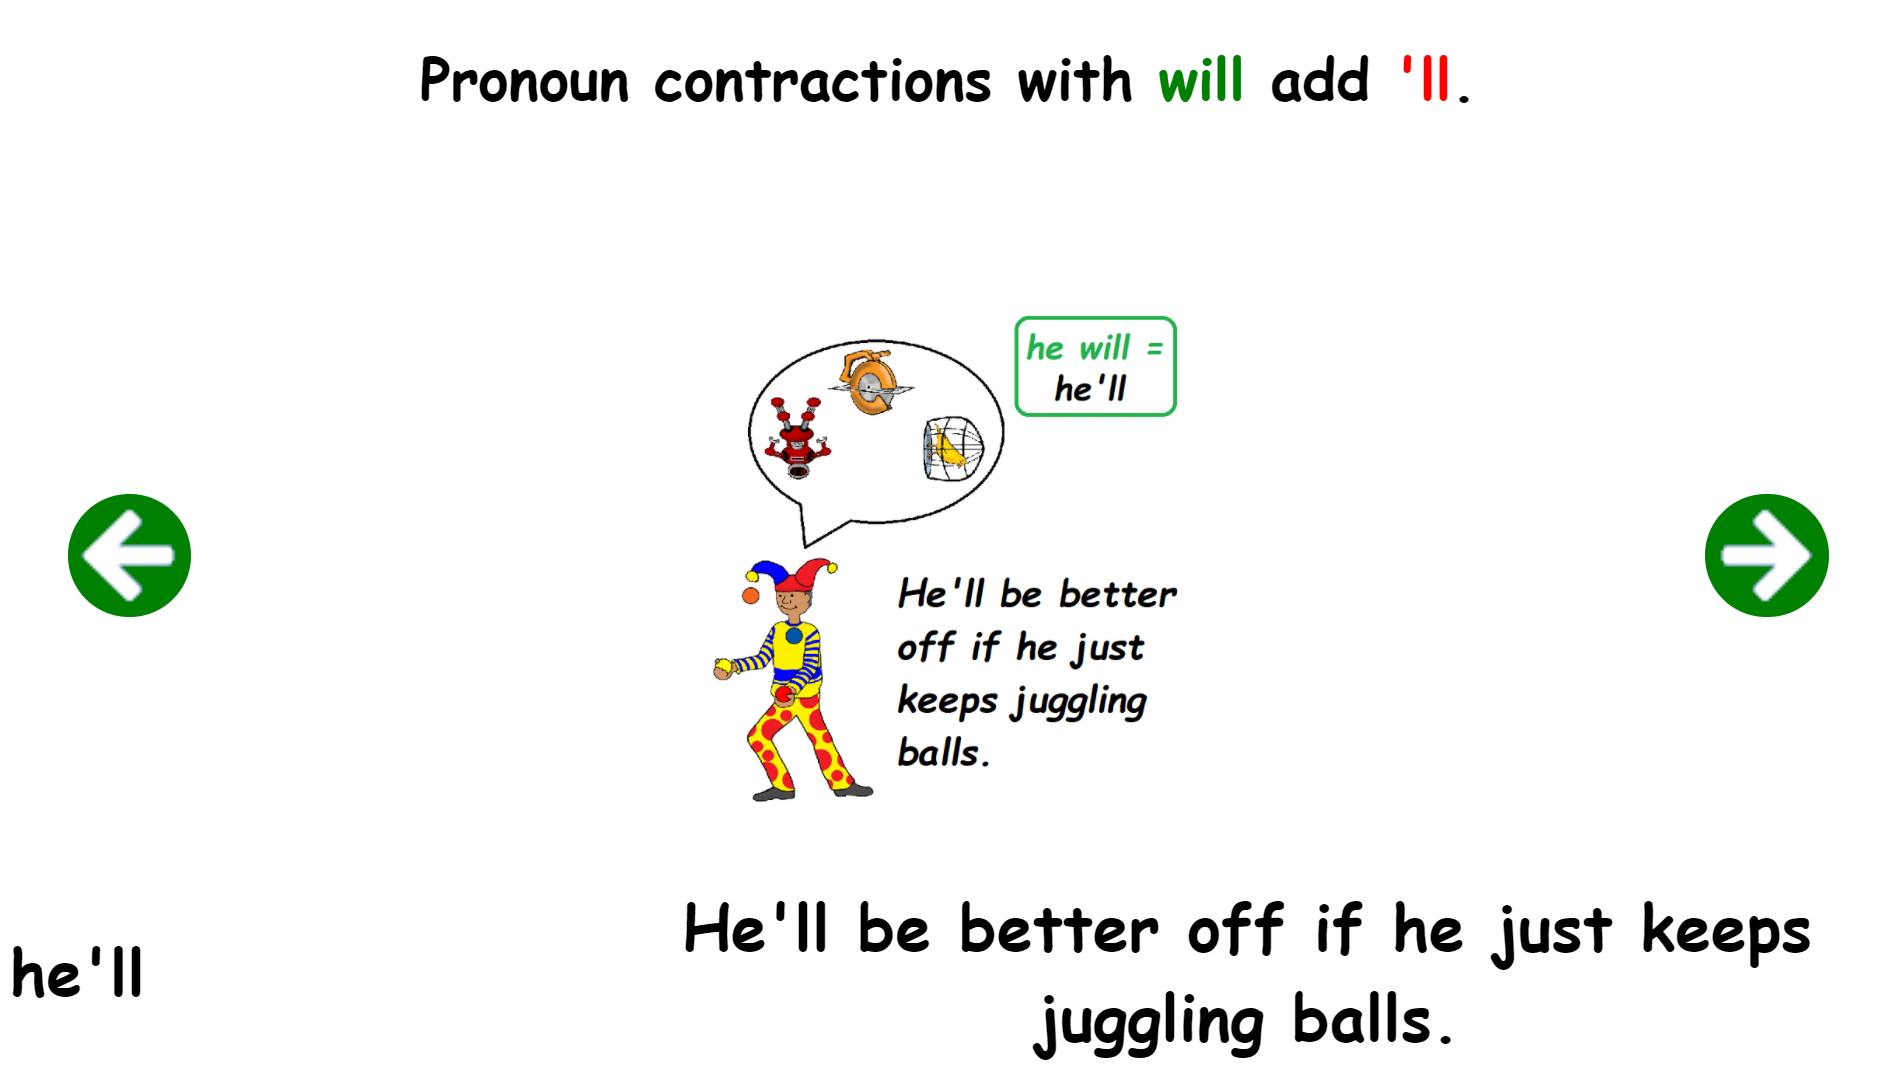 Pronoun contractions with will add 'll.
he will =
he'll
He'll be better
off if he just
keeps juggling
balls.
he'll
He'll be better off if he just keeps
juggling balls.